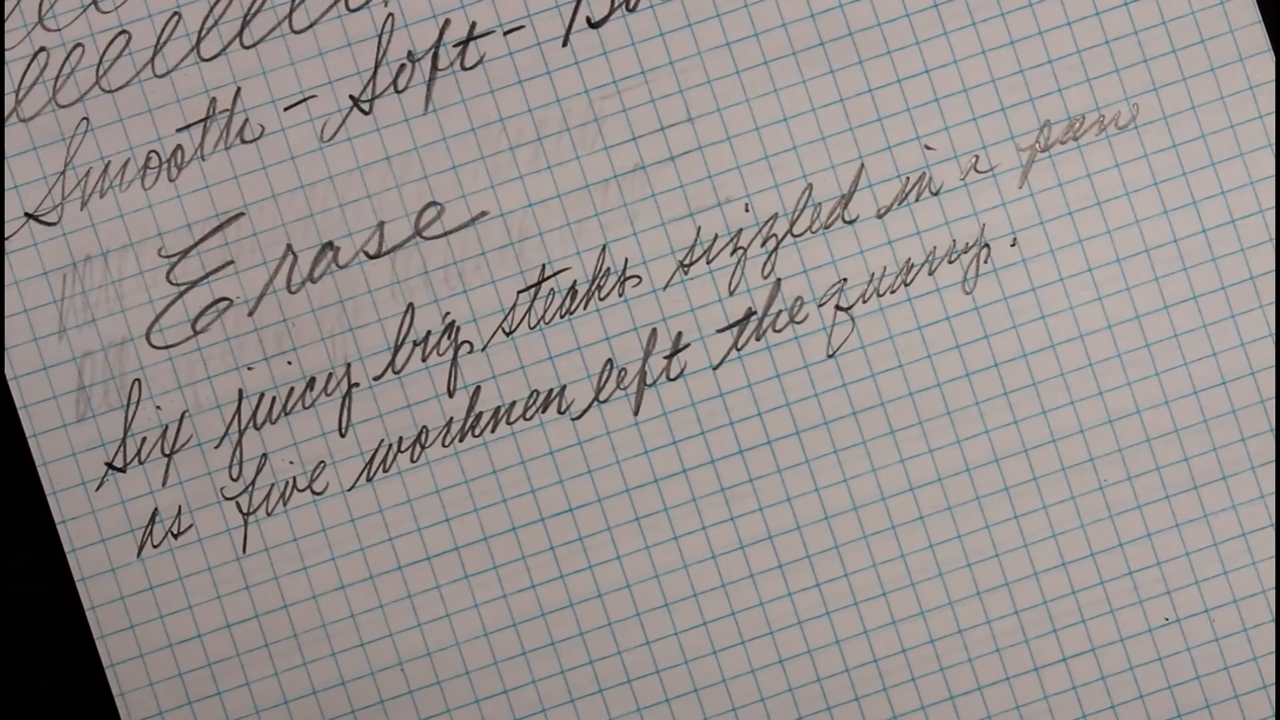 Smooth - Soft -
Erase
Six juicy big steaks sizzled in a pan
as five workmen left the quarry.